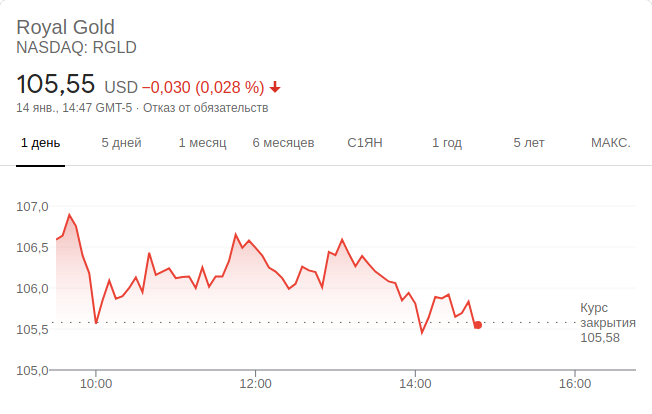 Royal Gold
NASDAQ: RGLD
105,55 USD −0,030 (0,028 %)
14 янв., 14:47 GMT-5 · Отказ от обязательств
1 день 5 дней 1 месяц 6 месяцев С1ЯН 1 год 5 лет МАКС.
107,0
106,5
106,0
105,5
105,0
Курс
закрытия
105,58
10:00 12:00 14:00 16:00